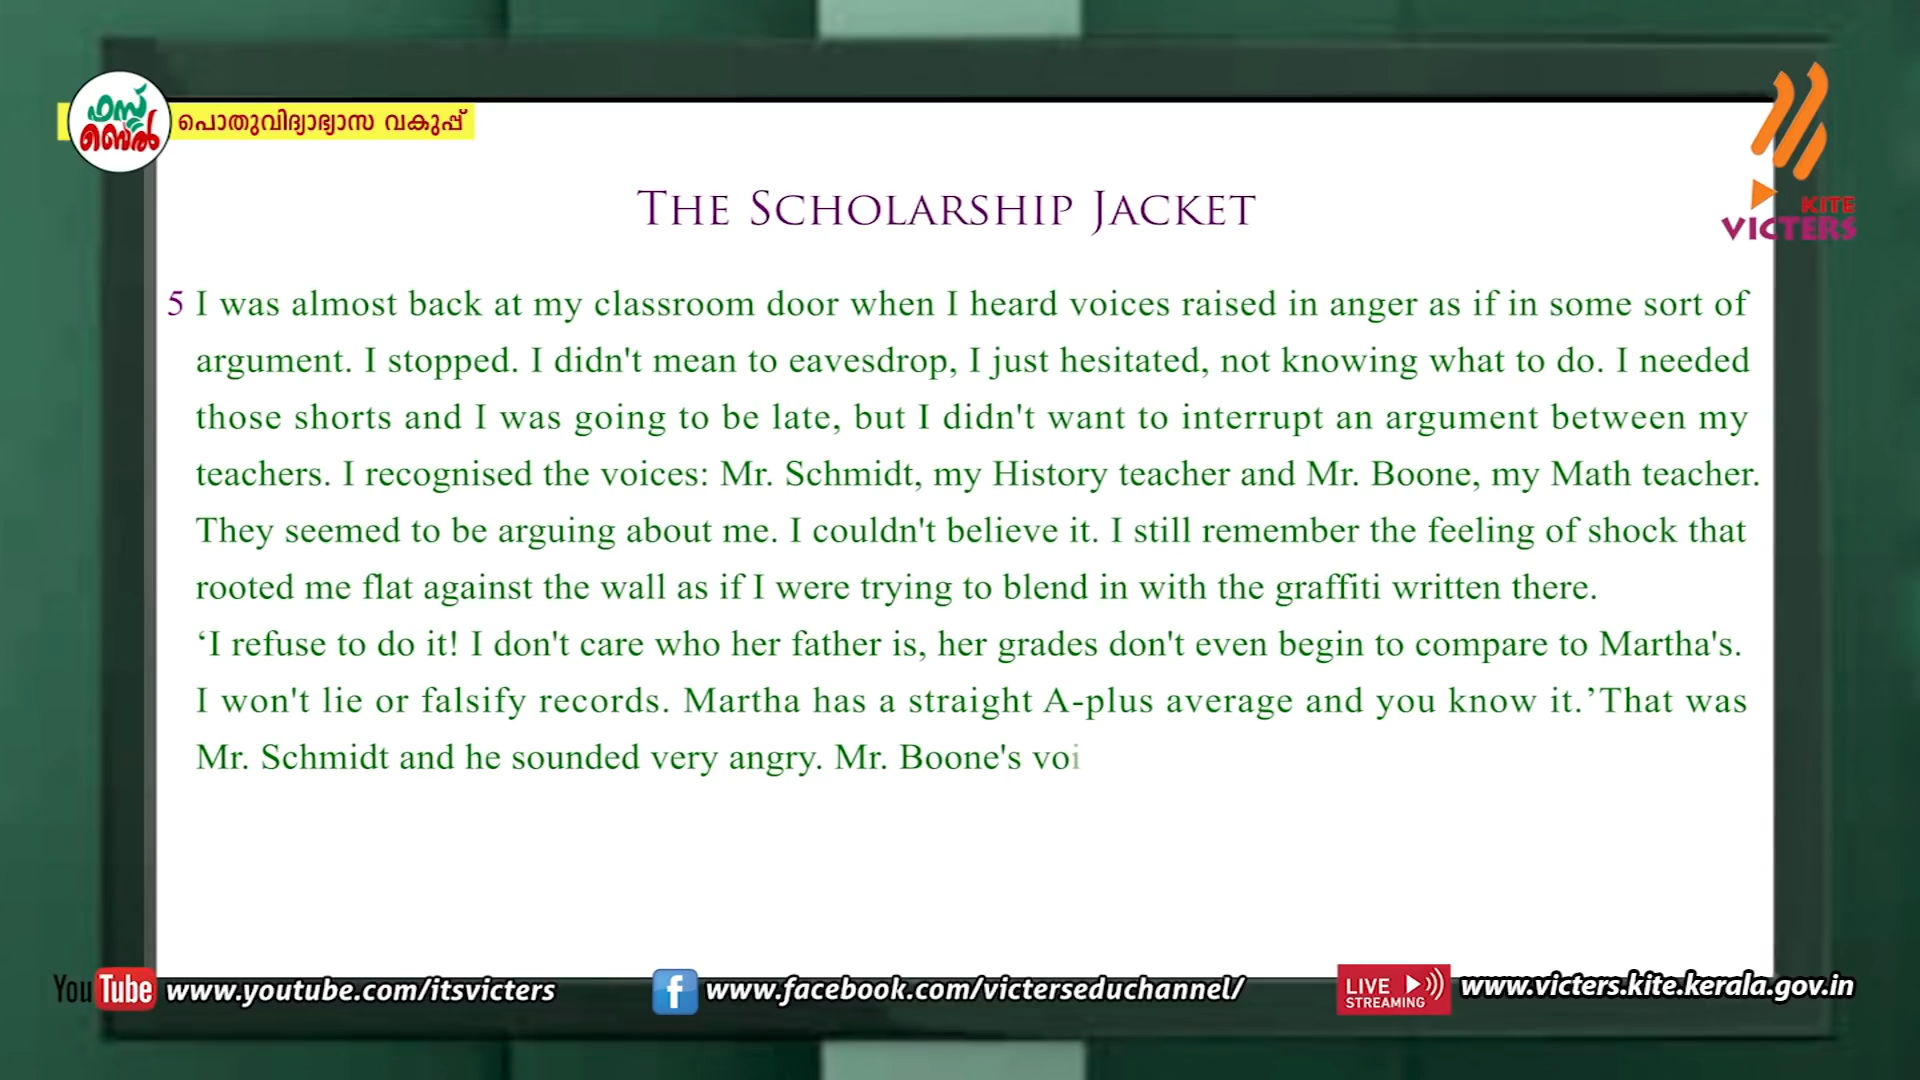 ഫസ്റ്റ്
ബെൽ
പൊതുവിദ്യാഭ്യാസ വകുപ്പ്
KITE
VICTERS
THE SCHOLARSHIP JACKET
5 I was almost back at my classroom door when I heard voices raised in anger as if in some sort of
argument. I stopped. I didn't mean to eavesdrop, I just hesitated, not knowing what to do. I needed
those shorts and I was going to be late, but I didn't want to interrupt an argument between my
teachers. I recognised the voices: Mr. Schmidt, my History teacher and Mr. Boone, my Math teacher.
They seemed to be arguing about me. I couldn't believe it. I still remember the feeling of shock that
rooted me flat against the wall as if I were trying to blend in with the graffiti written there.
‘I refuse to do it! I don't care who her father is, her grades don't even begin to compare to Martha's.
I won't lie or falsify records. Martha has a straight A-plus average and you know it.’That was
Mr. Schmidt and he sounded very angry. Mr. Boone's voi
YouTube www.youtube.com/itsvicters
f www.facebook.com/victerseduchannel/
LIVE STREAMING www.victers.kite.kerala.gov.in